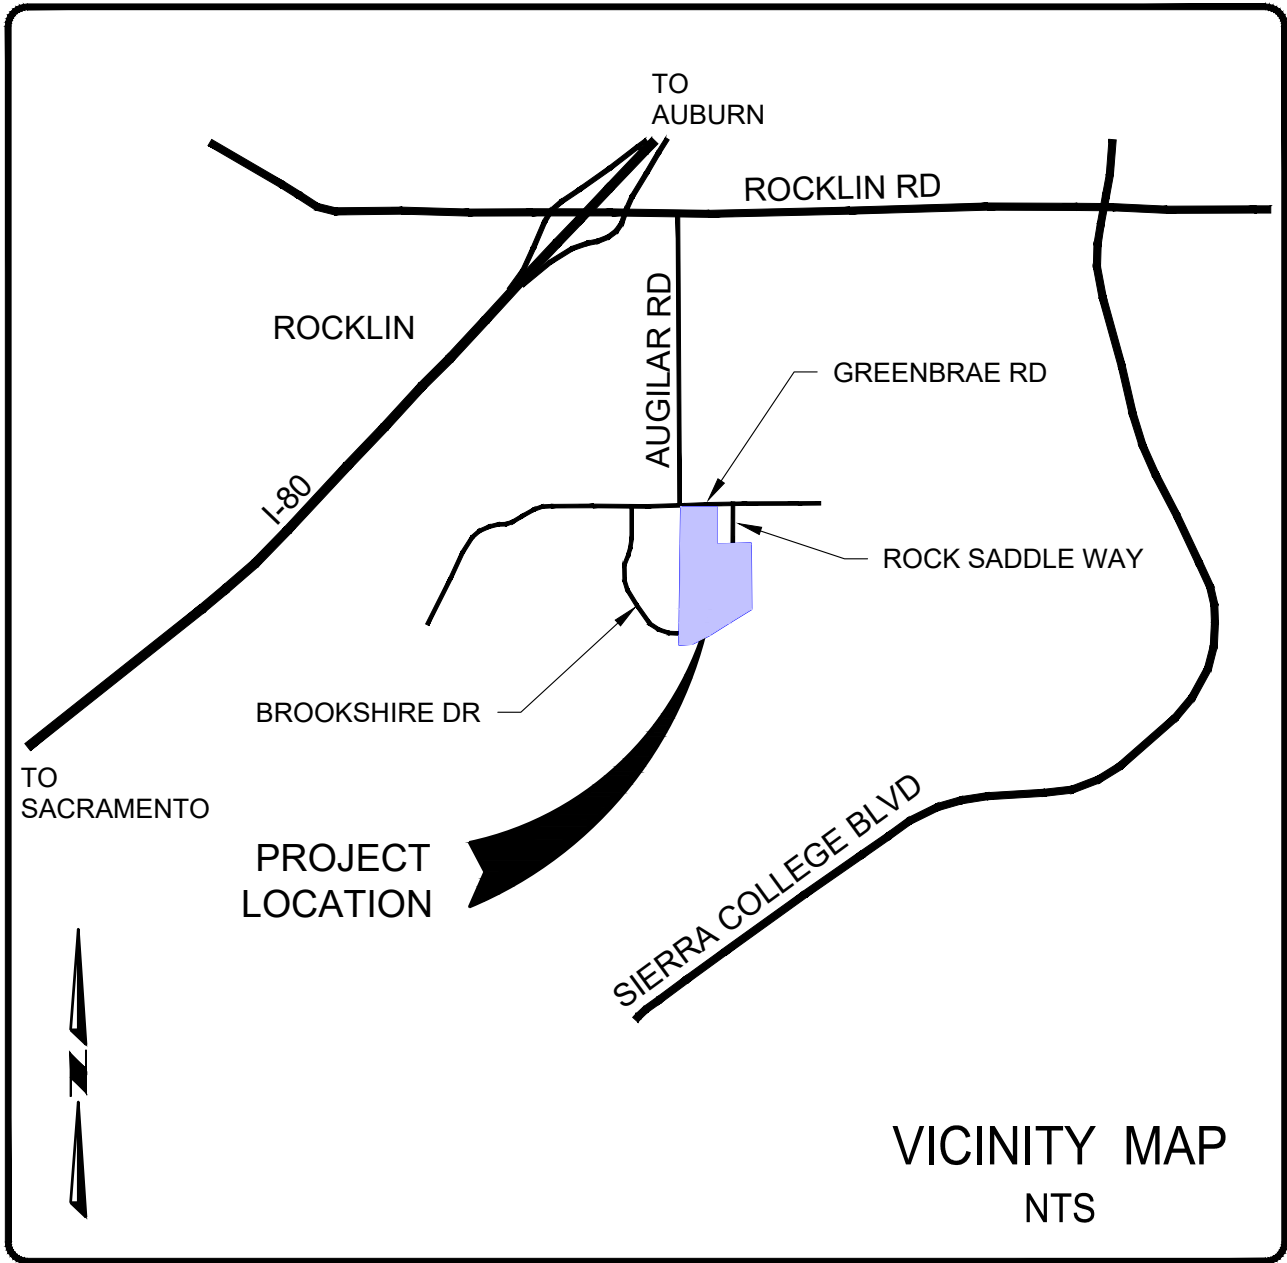 TO
AUBURN
ROCKLIN RD
ROCKLIN
AUGILAR RD
GREENBRAE RD
I-80
ROCK SADDLE WAY
BROOKSHIRE DR
TO
SACRAMENTO
SIERRA COLLEGE BLVD
PROJECT
LOCATION
N
VICINITY MAP
NTS